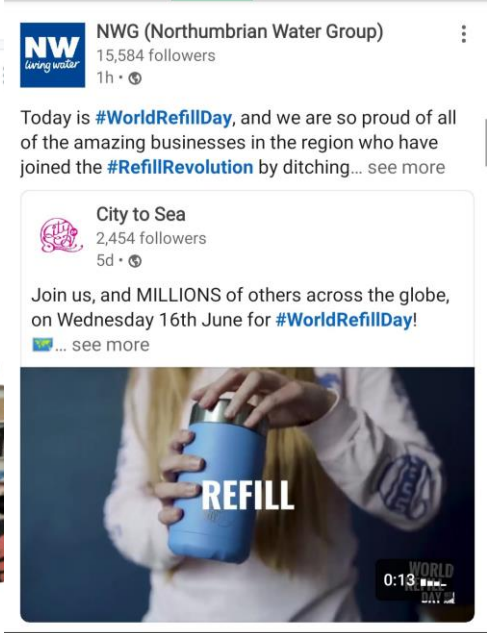 NW
living water
NWG (Northumbrian Water Group)
15,584 followers
1h •
Today is #WorldRefillDay, and we are so proud of all
of the amazing businesses in the region who have
joined the #RefillRevolution by ditching... see more
City to Sea
City to Sea
2,454 followers
5d •
Join us, and MILLIONS of others across the globe,
on Wednesday 16th June for #WorldRefillDay!
... see more
REFILL
0:13
WORLD
REFILL
DAY